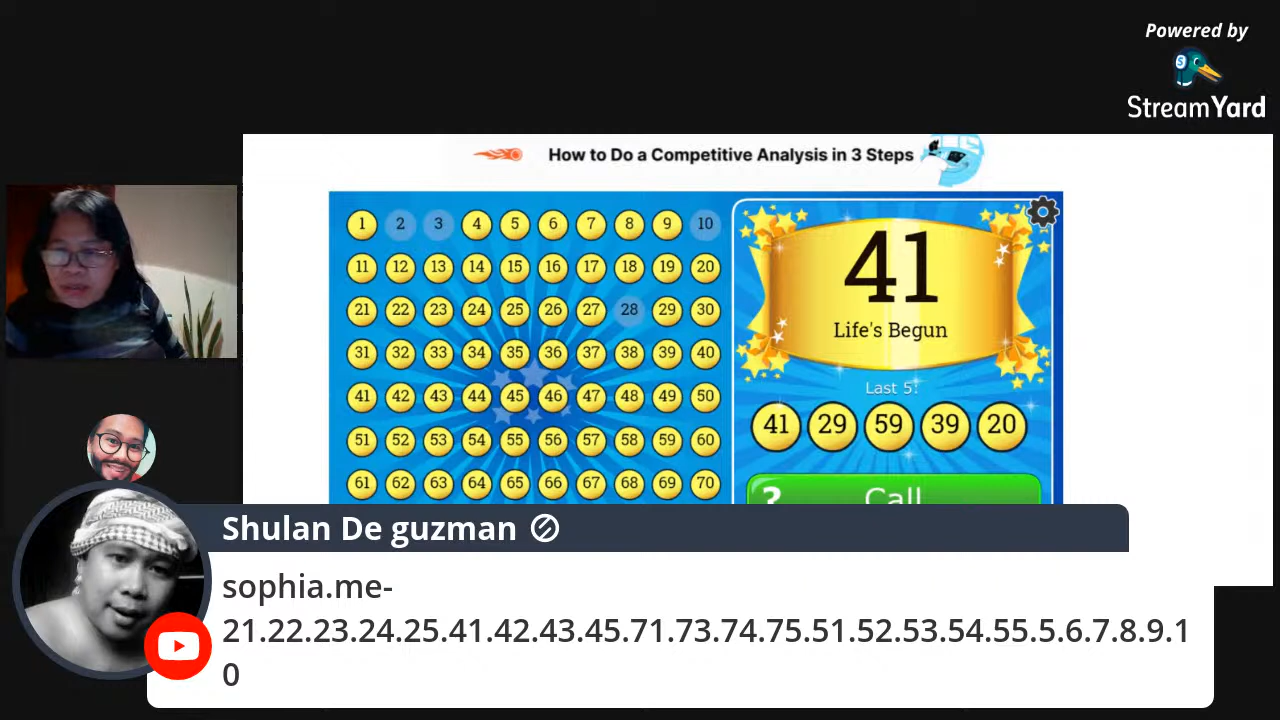 Powered by
StreamYard
How to Do a Competitive Analysis in 3 Steps
1 2 3 4 5 6 7 8 9 10
11 12 13 14 15 16 17 18 19 20
21 22 23 24 25 26 27 28 29 30
31 32 33 34 35 36 37 38 39 40
41 42 43 44 45 46 47 48 49 50
51 52 53 54 55 56 57 58 59 60
61 62 63 64 65 66 67 68 69 70
41
Life's Begun
Last 5:
41 29 59 39 20
? Call
Shulan De guzman
sophia.me-
21.22.23.24.25.41.42.43.45.71.73.74.75.51.52.53.54.55.5.6.7.8.9.1
0